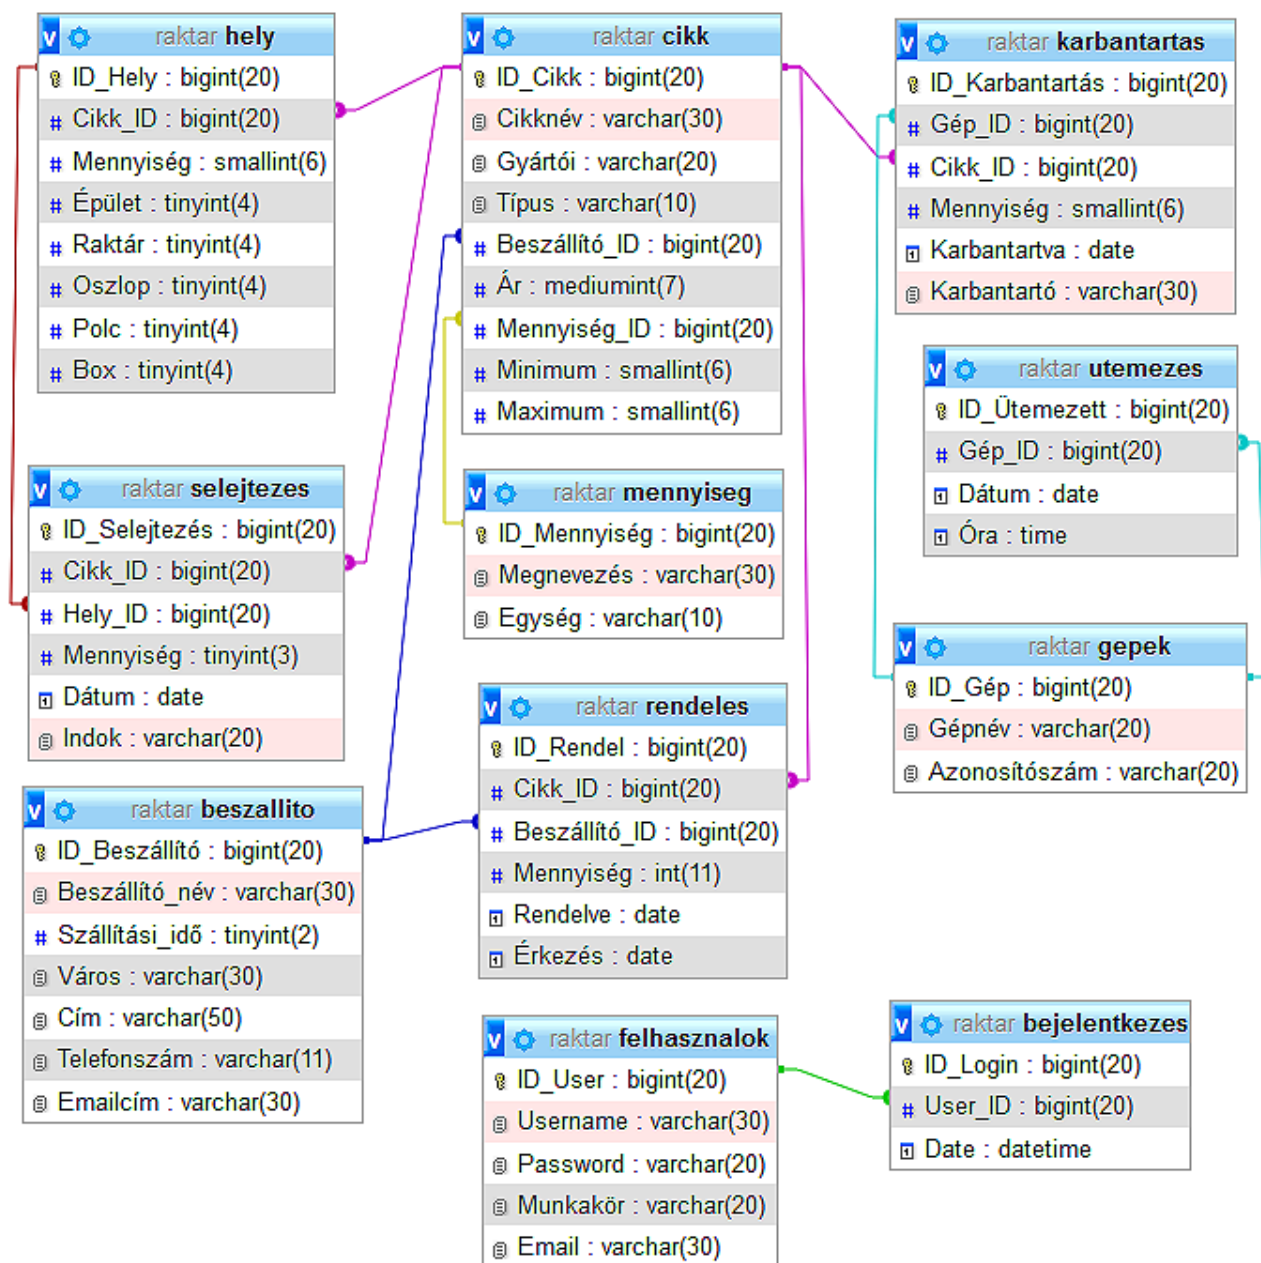 raktar hely
ID_Hely : bigint(20)
Cikk_ID : bigint(20)
Mennyiség : smallint(6)
Épület : tinyint(4)
Raktár : tinyint(4)
Oszlop : tinyint(4)
Polc : tinyint(4)
Box : tinyint(4)
raktar selejtezes
ID_Selejtezés : bigint(20)
Cikk_ID : bigint(20)
Hely_ID : bigint(20)
Mennyiség : tinyint(3)
Dátum : date
Indok : varchar(20)
raktar beszallito
ID_Beszállító : bigint(20)
Beszállító_név : varchar(30)
Szállítási_idő : tinyint(2)
Város : varchar(30)
Cím : varchar(50)
Telefonszám : varchar(11)
Emailcím : varchar(30)
raktar cikk
ID_Cikk : bigint(20)
Cikknév : varchar(30)
Gyártói : varchar(20)
Típus : varchar(10)
Beszállító_ID : bigint(20)
Ár : mediumint(7)
Mennyiség_ID : bigint(20)
Minimum : smallint(6)
Maximum : smallint(6)
raktar mennyiseg
ID_Mennyiség : bigint(20)
Megnevezés : varchar(30)
Egység : varchar(10)
raktar rendeles
ID_Rendel : bigint(20)
Cikk_ID : bigint(20)
Beszállító_ID : bigint(20)
Mennyiség : int(11)
Rendelve : date
Érkezés : date
raktar felhasznalok
ID_User : bigint(20)
Username : varchar(30)
Password : varchar(20)
Munkakör : varchar(20)
Email : varchar(30)
raktar karbantartas
ID_Karbantartás : bigint(20)
Gép_ID : bigint(20)
Cikk_ID : bigint(20)
Mennyiség : smallint(6)
Karbantartva : date
Karbantartó : varchar(30)
raktar utemezes
ID_Ütemezett : bigint(20)
Gép_ID : bigint(20)
Dátum : date
Óra : time
raktar gepek
ID_Gép : bigint(20)
Gépnév : varchar(20)
Azonosítószám : varchar(20)
raktar bejelentkezes
ID_Login : bigint(20)
User_ID : bigint(20)
Date : datetime